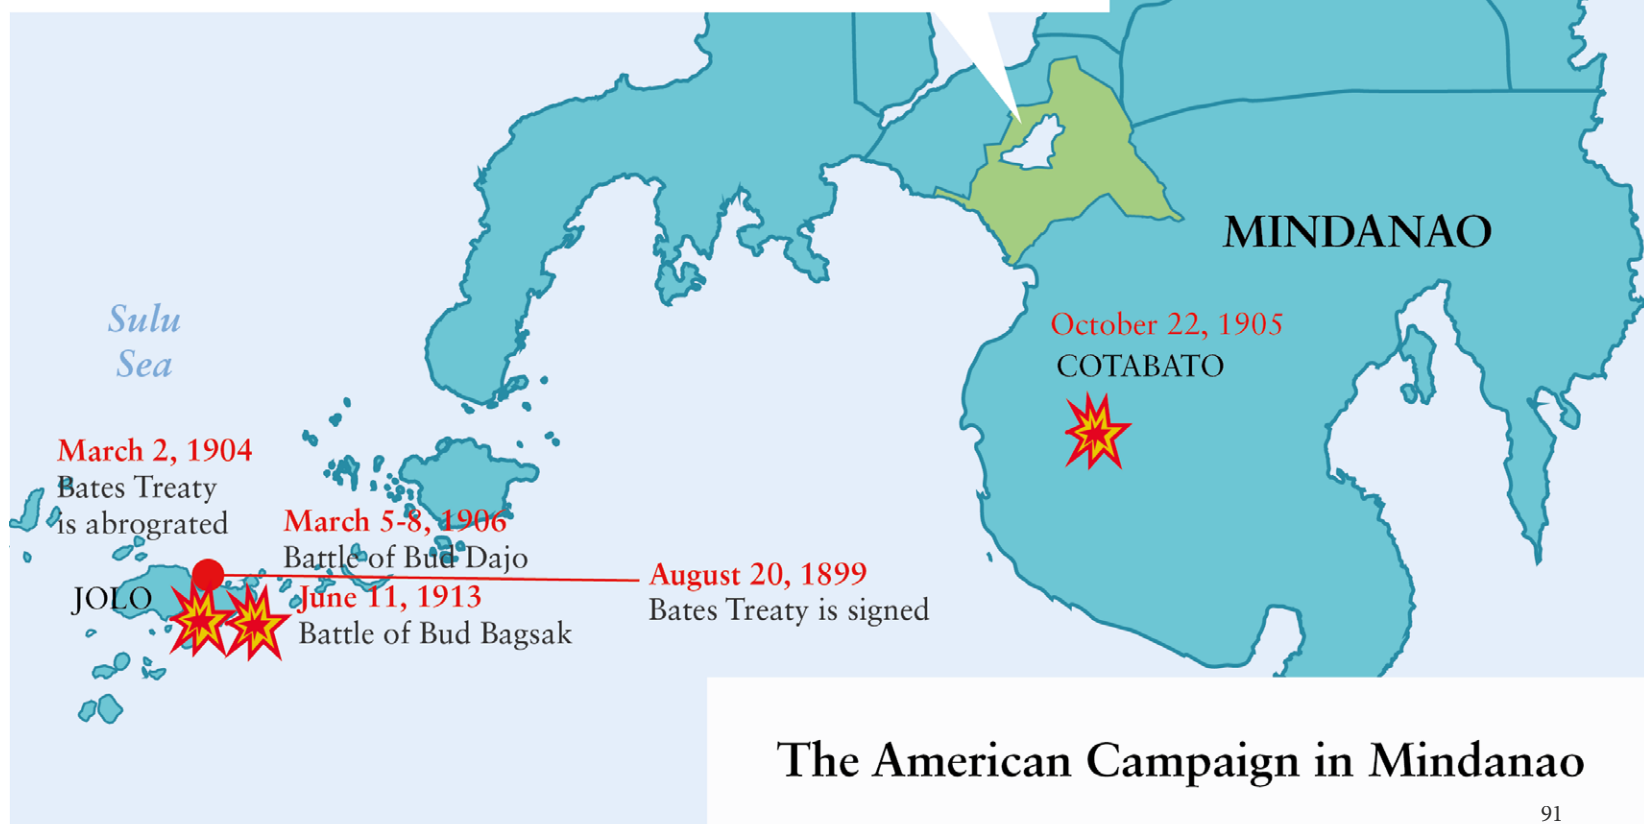 MINDANAO
Sulu
Sea
October 22, 1905
COTABATO
March 2, 1904
Bates Treaty
is abrograted
March 5-8, 1906
Battle of Bud Dajo
August 20, 1899
Bates Treaty is signed
JOLO
June 11, 1913
Battle of Bud Bagsak
The American Campaign in Mindanao
91